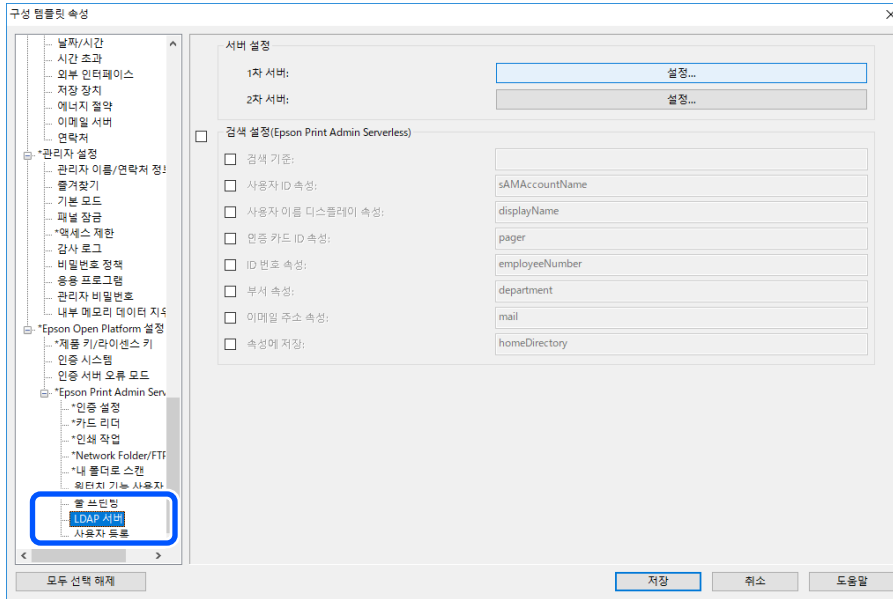 구성 템플릿 속성
날짜/시간
시간 초과
외부 인터페이스
저장 장치
에너지 절약
이메일 서버
연락처
*관리자 설정
관리자 이름/연락처 정보
즐겨찾기
기본 모드
패널 잠금
*액세스 제한
감사 로그
비밀번호 정책
응용 프로그램
관리자 비밀번호
내부 메모리 데이터 지우
*Epson Open Platform 설정
*제품 키/라이센스 키
인증 시스템
인증 서버 오류 모드
*Epson Print Admin Serv
*인증 설정
*카드 리더
*인쇄 작업
*Network Folder/FTP
*내 폴더로 스캔
원터치 기능 사용자
풀 프린팅
LDAP 서버
사용자 등록
모두 선택 해제
서버 설정
1차 서버:
설정...
2차 서버:
설정...
검색 설정(Epson Print Admin Serverless)
검색 기준:
사용자 ID 속성:
sAMAccountName
사용자 이름 디스플레이 속성:
displayName
인증 카드 ID 속성:
pager
ID 번호 속성:
employeeNumber
부서 속성:
department
이메일 주소 속성:
mail
속성에 저장:
homeDirectory
저장
취소
도움말